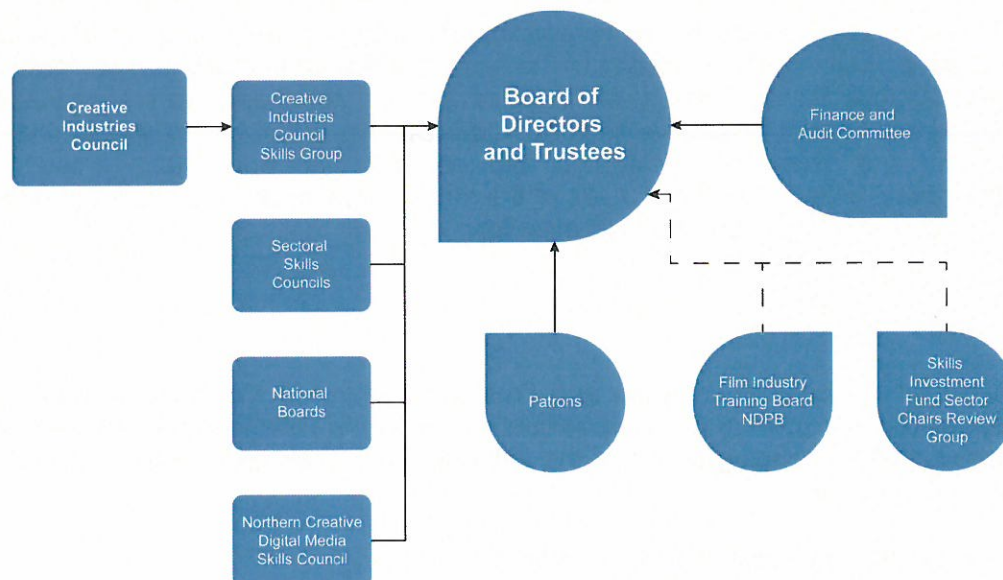 Creative
Industries
Council
Creative
Industries
Council
Skills Group
Board of
Directors
and Trustees
Finance and
Audit Committee
Sectoral
Skills
Councils
National
Boards
Patrons
Film Industry
Training Board
NDPB
Skills
Investment
Fund Sector
Chairs Review
Group
Northern Creative
Digital Media
Skills Council